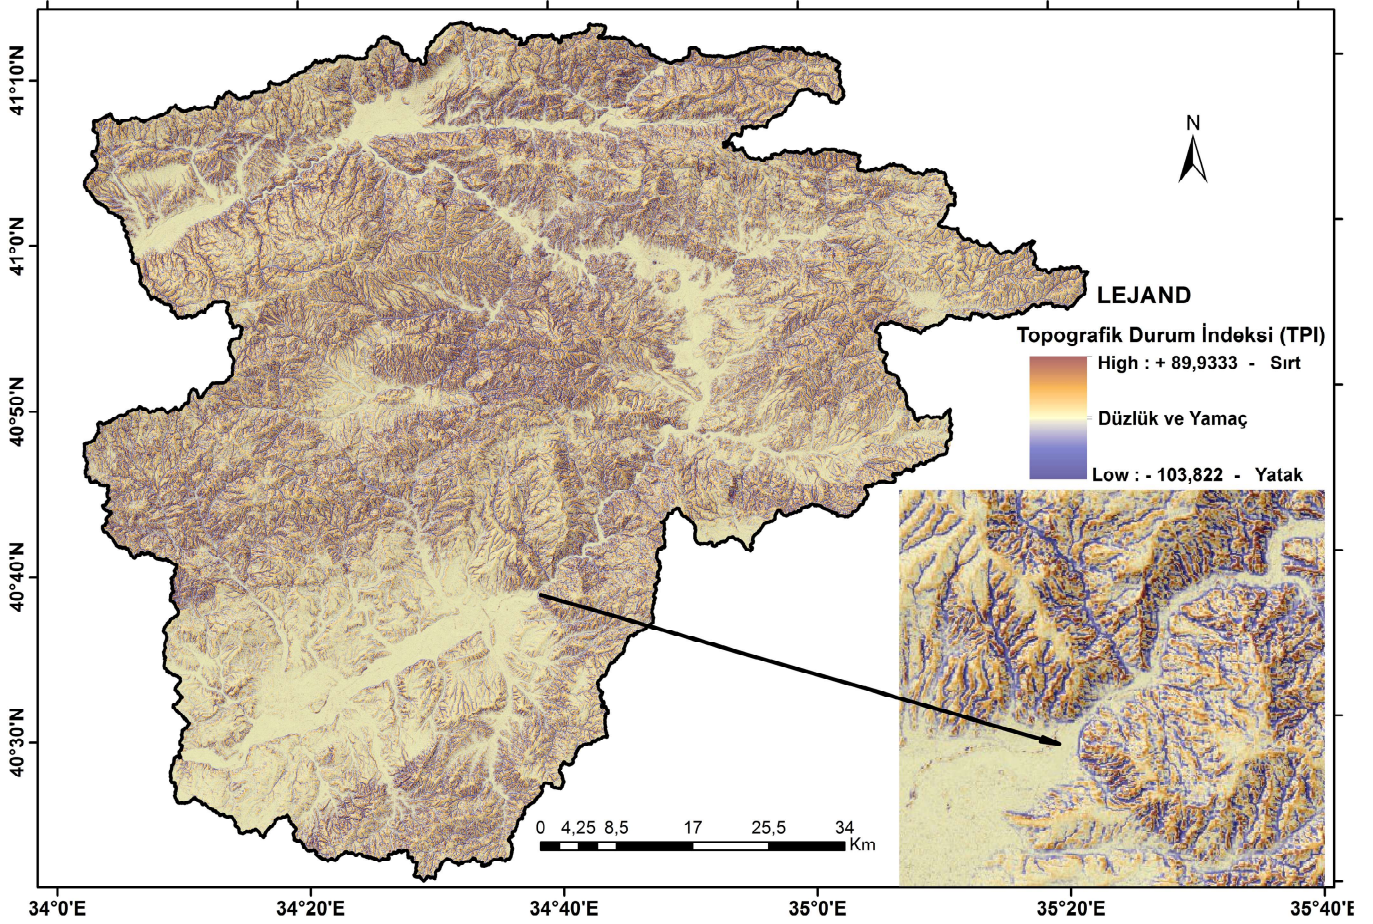 41°10'N
41°0'N
40°50'N
40°40'N
40°30'N
N
LEJAND
Topografik Durum İndeksi (TPI)
High : + 89,9333 - Sırt
Düzlük ve Yamaç
Low : - 103,822 - Yatak
0 4,25 8,5 17 25,5 34
Km
34°0'E 34°20'E 34°40'E 35°0'E 35°20'E 35°40'E